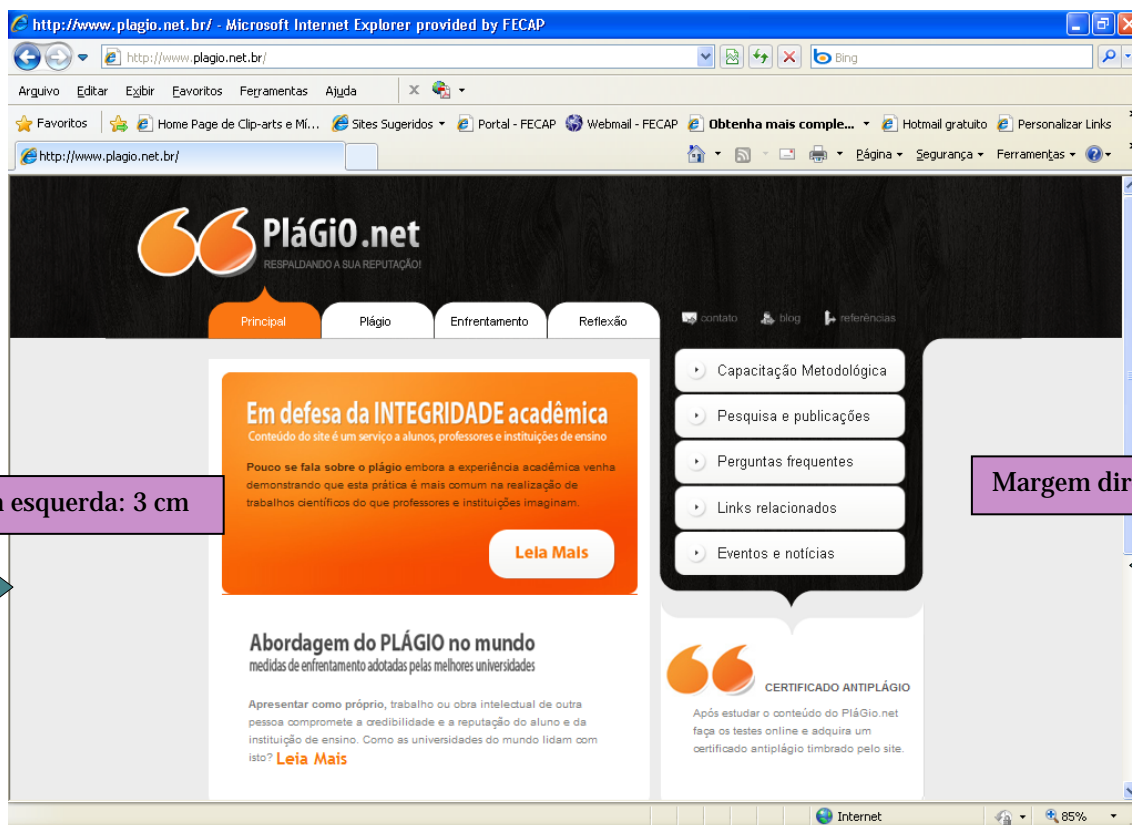 http://www.plagio.net.br/ - Microsoft Internet Explorer provided by FECAP
http://www.plagio.net.br/
Bing
Arquivo Editar Exibir Favoritos Ferramentas Ajuda
Favoritos Home Page de Clip-arts e Mí... Sites Sugeridos Portal - FECAP Webmail - FECAP Obtenha mais comple... Hotmail gratuito Personalizar Links
http://www.plagio.net.br/
Página Segurança Ferramentas
PláGiO.net
RESPALDANDO A SUA REPUTAÇÃO!
Principal Plágio Enfrentamento Reflexão
contato blog referências
Em defesa da INTEGRIDADE acadêmica
Conteúdo do site é um serviço a alunos, professores e instituições de ensino
Pouco se fala sobre o plágio embora a experiência acadêmica venha
demonstrando que esta prática é mais comum na realização de
trabalhos científicos do que professores e instituições imaginam.
Leia Mais
Capacitação Metodológica
Pesquisa e publicações
Perguntas frequentes
Links relacionados
Eventos e notícias
esquerda: 3 cm
Margem dir
Abordagem do PLÁGIO no mundo
medidas de enfrentamento adotadas pelas melhores universidades
Apresentar como próprio, trabalho ou obra intelectual de outra
pessoa compromete a credibilidade e a reputação do aluno e da
instituição de ensino. Como as universidades do mundo lidam com
isto? Leia Mais
CERTIFICADO ANTIPLÁGIO
Após estudar o conteúdo do PláGio.net
faça os testes online e adquira um
certificado antiplágio timbrado pelo site.
Internet
85%